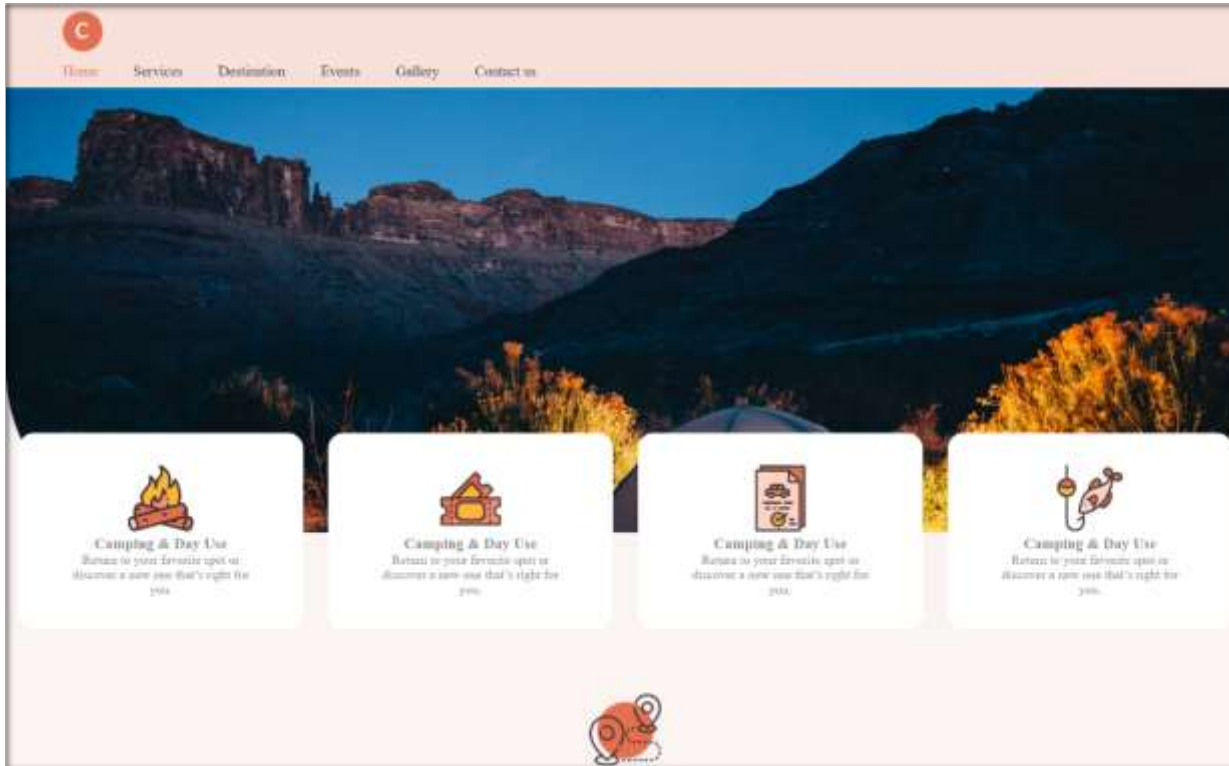 C
Home Services Destination Events Gallery Contact us
Camping & Day Use
Return to your favorite spot or
discover a new one that's right for
you.
Camping & Day Use
Return to your favorite spot or
discover a new one that's right for
you.
Camping & Day Use
Return to your favorite spot or
discover a new one that's right for
you.
Camping & Day Use
Return to your favorite spot or
discover a new one that's right for
you.